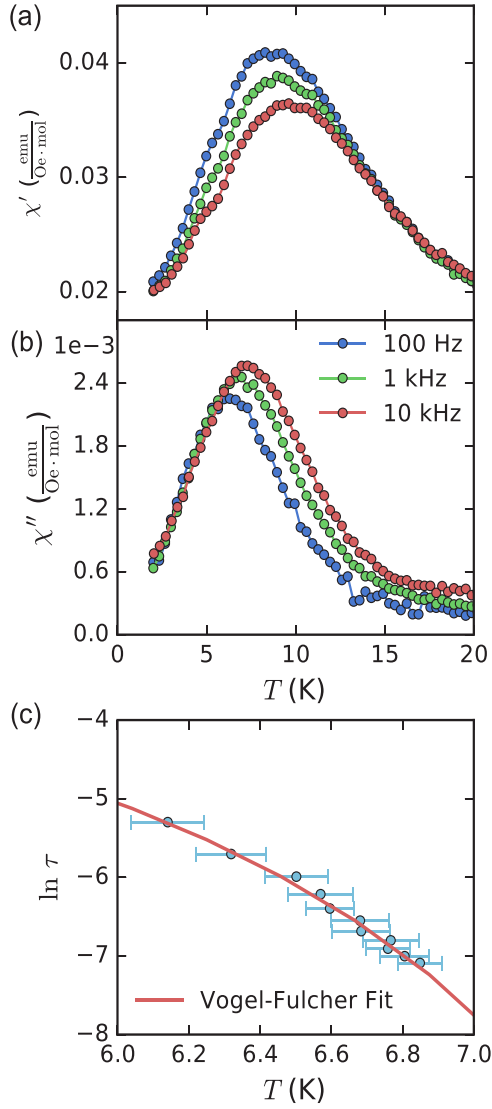 (a)
0.04
0.03
0.02
χ′ (emu/Oe·mol)
(b)
1e−3
2.4
1.8
1.2
0.6
0.0
χ″ (emu/Oe·mol)
100 Hz
1 kHz
10 kHz
0 5 10 15 20
T (K)
(c)
−4
−5
−6
−7
−8
ln τ
Vogel-Fulcher Fit
6.0 6.2 6.4 6.6 6.8 7.0
T (K)